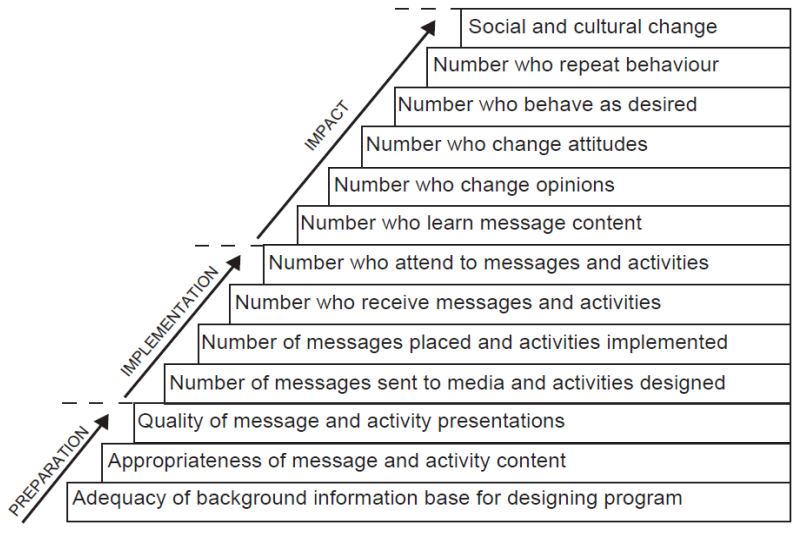 Social and cultural change
Number who repeat behaviour
Number who behave as desired
Number who change attitudes
Number who change opinions
Number who learn message content
IMPACT
Number who attend to messages and activities
Number who receive messages and activities
Number of messages placed and activities implemented
Number of messages sent to media and activities designed
IMPLEMENTATION
Quality of message and activity presentations
Appropriateness of message and activity content
Adequacy of background information base for designing program
PREPARATION